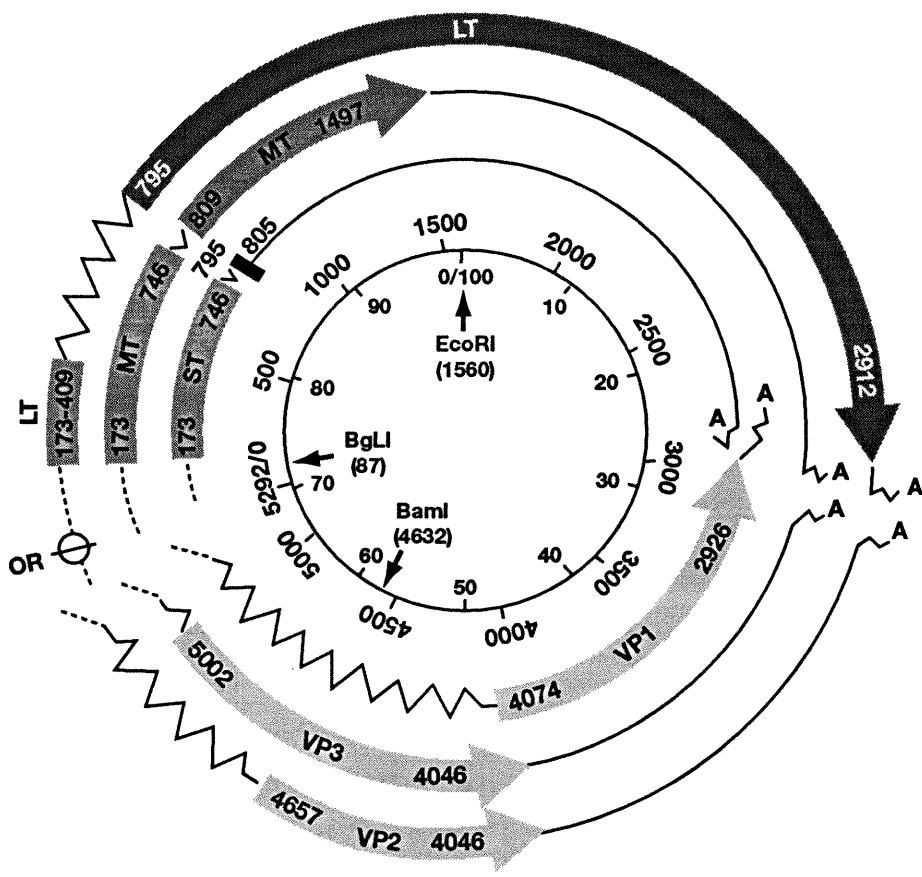 LT
LT
795
2912
173-409
MT 1497
809
746
MT
173
795
805
746
ST
173
1500
2000
2500
3000
3500
4000
4500
5000
5292/0
500
1000
0/100
10
20
30
40
50
60
70
80
90
EcoRI
(1560)
BgLI
(87)
BamI
(4632)
A
A
A
A
A
A
OR
2926
VP1
4074
5002
VP3
4046
4657
VP2
4046